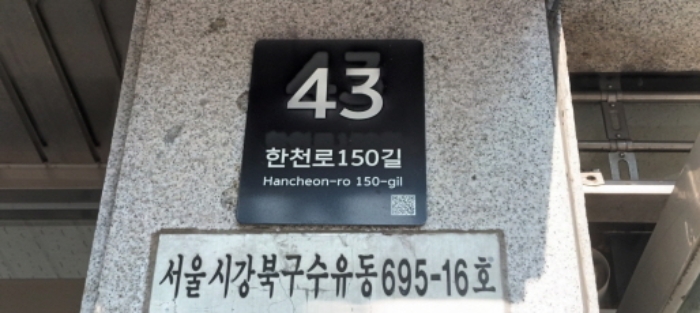 43
한천로150길
Hancheon-ro 150-gil
서울시강북구수유동695-16호